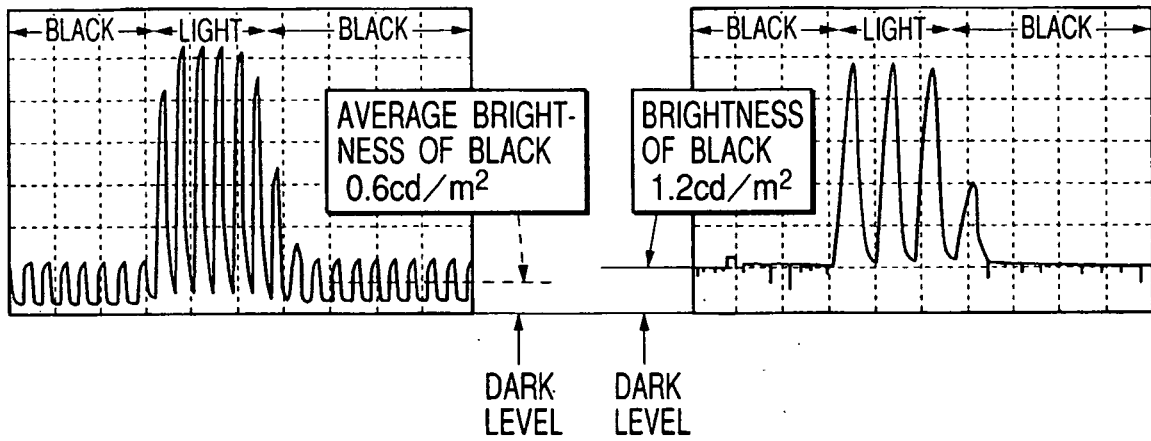 BLACK LIGHT BLACK
BLACK LIGHT BLACK
AVERAGE BRIGHT-
NESS OF BLACK
0.6cd/m²
BRIGHTNESS
OF BLACK
1.2cd/m²
DARK
LEVEL
DARK
LEVEL